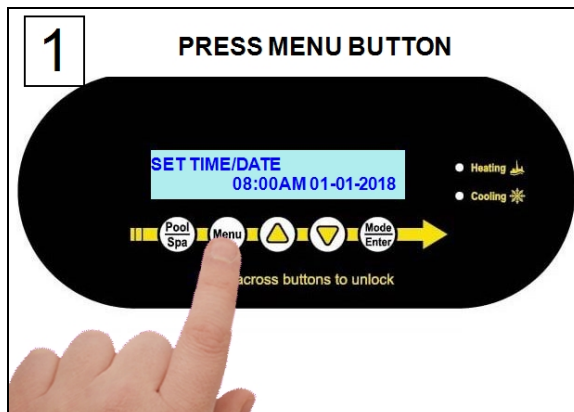 1
PRESS MENU BUTTON
SET TIME/DATE
08:00AM 01-01-2018
Heating
Cooling
Pool
Spa
Menu
Mode
Enter
across buttons to unlock